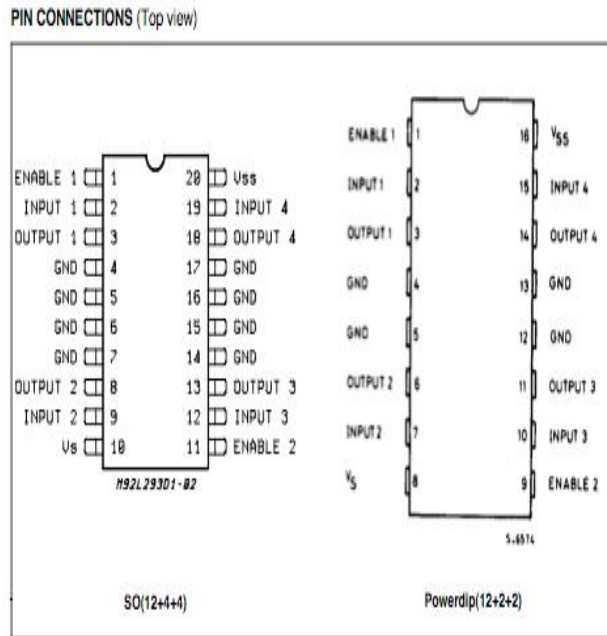 PIN CONNECTIONS (Top view)
ENABLE 1 1 20 Vss
INPUT 1 2 19 INPUT 4
OUTPUT 1 3 18 OUTPUT 4
GND 4 17 GND
GND 5 16 GND
GND 6 15 GND
GND 7 14 GND
OUTPUT 2 8 13 OUTPUT 3
INPUT 2 9 12 INPUT 3
Vs 10 11 ENABLE 2
M92L293D1-02
SO(12+4+4)
ENABLE 1 1 16 VSS
INPUT 1 2 15 INPUT 4
OUTPUT 1 3 14 OUTPUT 4
GND 4 13 GND
GND 5 12 GND
OUTPUT 2 6 11 OUTPUT 3
INPUT 2 7 10 INPUT 3
VS 8 9 ENABLE 2
5.6574
Powerdip(12+2+2)